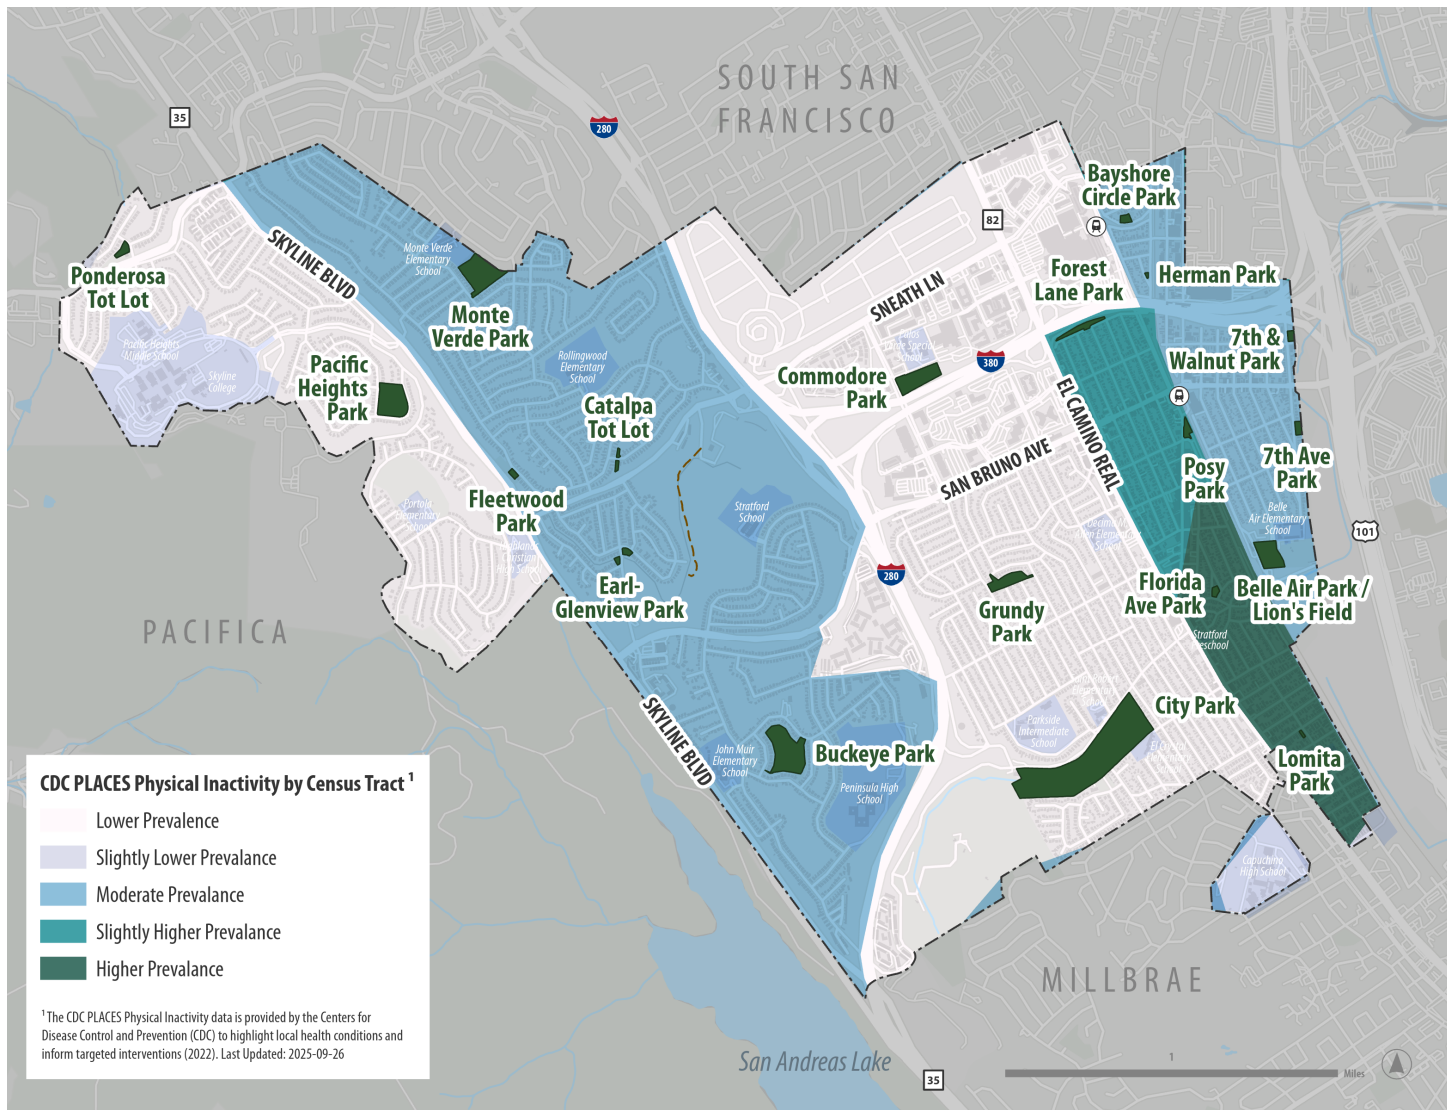 SOUTH SAN
FRANCISCO
35
280
Bayshore
Circle Park
82
SKYLINE BLVD
Monte Verde
Elementary
School
Ponderosa
Tot Lot
Forest
Lane Park
Herman Park
SNEATH LN
Monte
Verde Park
7th &
Walnut Park
Pacific Heights
Middle School
Skyline
College
Rollingwood
Elementary
School
School
380
Pacific
Heights
Park
Commodore
Park
Catalpa
Tot Lot
EL CAMINO REAL
SAN BRUNO AVE
7th Ave
Park
Posy
Park
Fleetwood
Park
Portola
Elementary
School
Stratford
School
Belle
Air Elementary
School
101
High School
280
Earl-
Glenview Park
Grundy
Park
Florida
Ave Park
Belle Air Park /
Lion's Field
PACIFICA
Stratford
Preschool
SKYLINE BLVD
City Park
Parkside
Intermediate
School
John Muir
Elementary
School
Buckeye Park
Peninsula High
School
Lomita
Park
Capuchino
High School
CDC PLACES Physical Inactivity by Census Tract 1
Lower Prevalence
Slightly Lower Prevalance
Moderate Prevalance
Slightly Higher Prevalance
Higher Prevalance
1 The CDC PLACES Physical Inactivity data is provided by the Centers for
Disease Control and Prevention (CDC) to highlight local health conditions and
inform targeted interventions (2022). Last Updated: 2025-09-26
MILLBRAE
San Andreas Lake
35
1
Miles